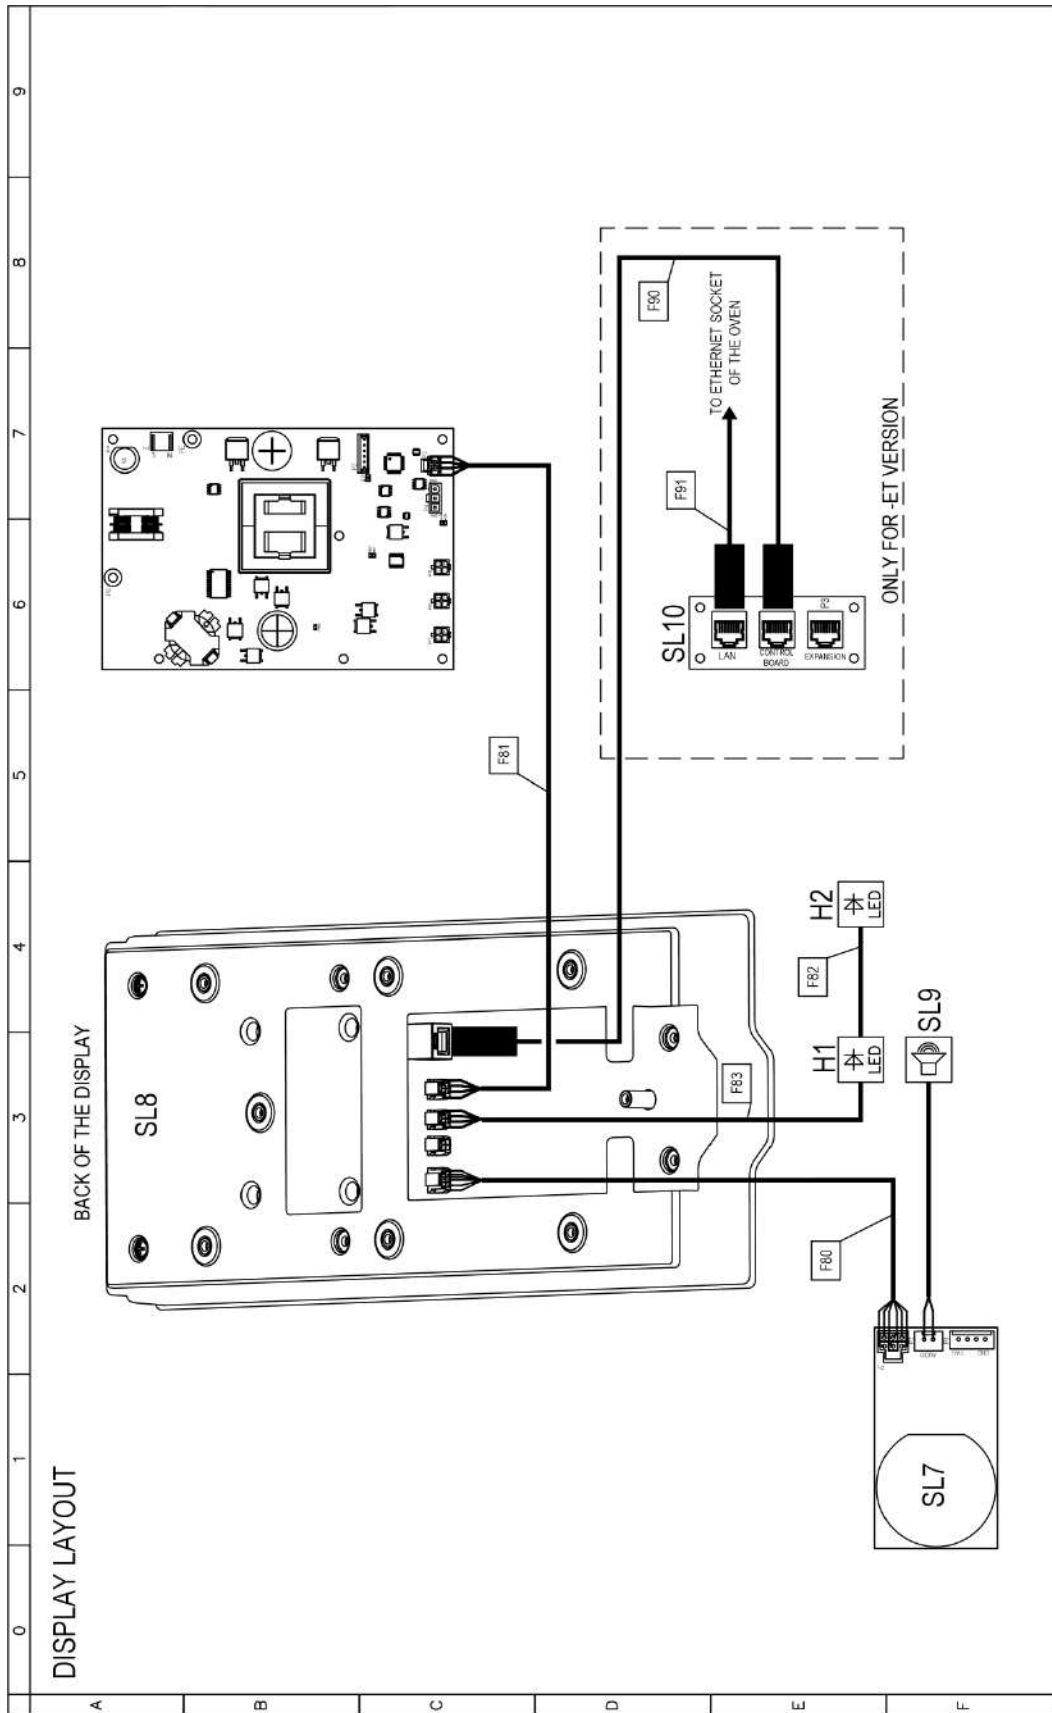 DISPLAY LAYOUT
0
1
2
3
4
5
6
7
8
9
A
B
C
D
E
F
BACK OF THE DISPLAY
SL8
F81
F90
F91
TO ETHERNET SOCKET
OF THE OVEN
SL10
LAN
CONTROL
BOARD
EXPANSION
P3
ONLY FOR -ET VERSION
F83
F82
H1
LED
H2
LED
F80
SL9
SL7
AUDIO